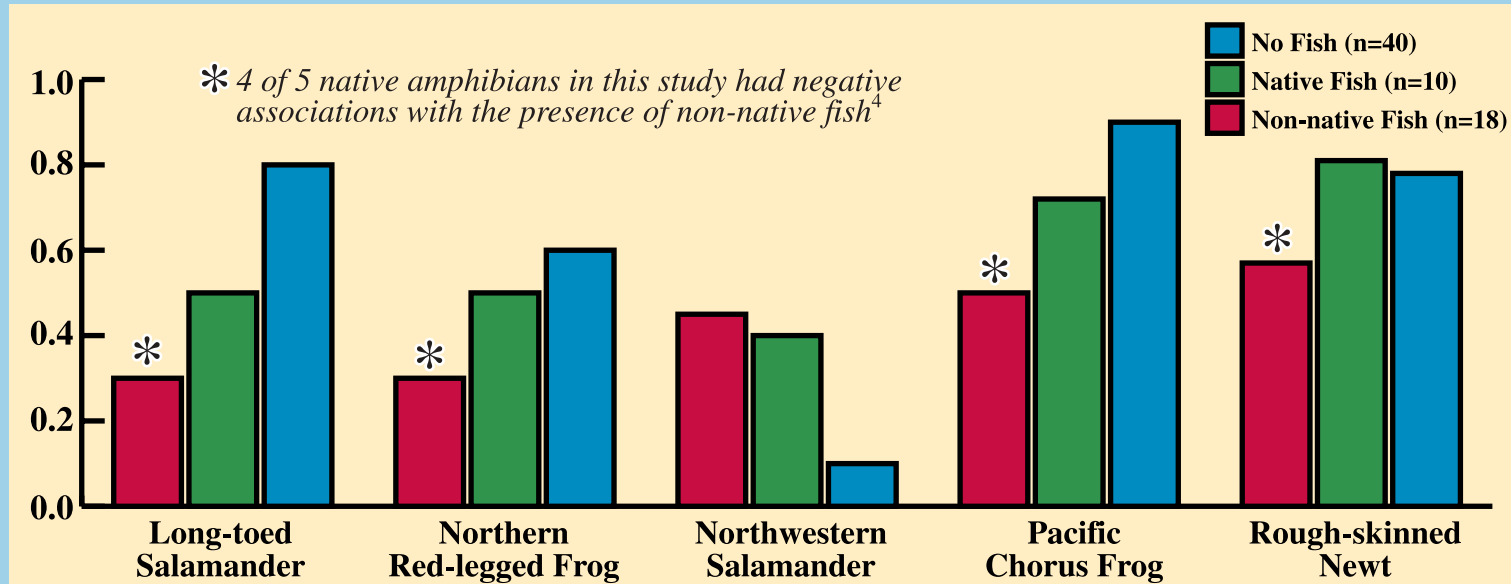 No Fish (n=40)
Native Fish (n=10)
Non-native Fish (n=18)
* 4 of 5 native amphibians in this study had negative
associations with the presence of non-native fish⁴
1.0
0.8
0.6
0.4
0.2
0.0
*
*
*
*
Long-toed
Salamander
Northern
Red-legged Frog
Northwestern
Salamander
Pacific
Chorus Frog
Rough-skinned
Newt